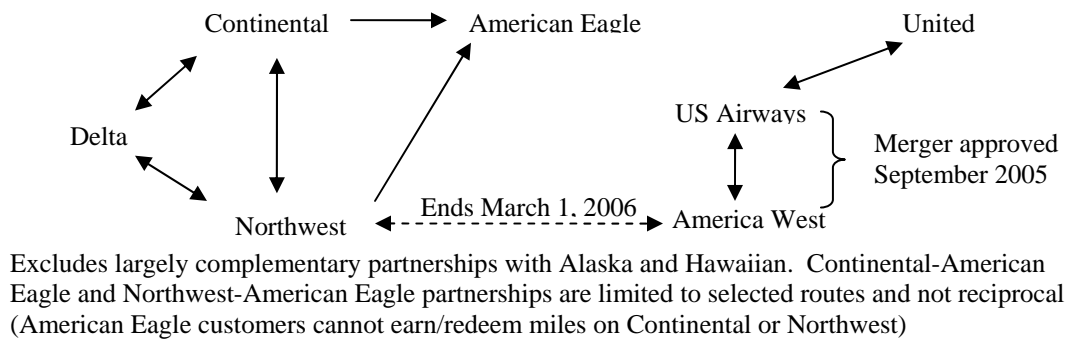 Continental American Eagle United
US Airways
Delta
Merger approved
September 2005
Ends March 1, 2006
Northwest America West
Excludes largely complementary partnerships with Alaska and Hawaiian. Continental-American
Eagle and Northwest-American Eagle partnerships are limited to selected routes and not reciprocal
(American Eagle customers cannot earn/redeem miles on Continental or Northwest)